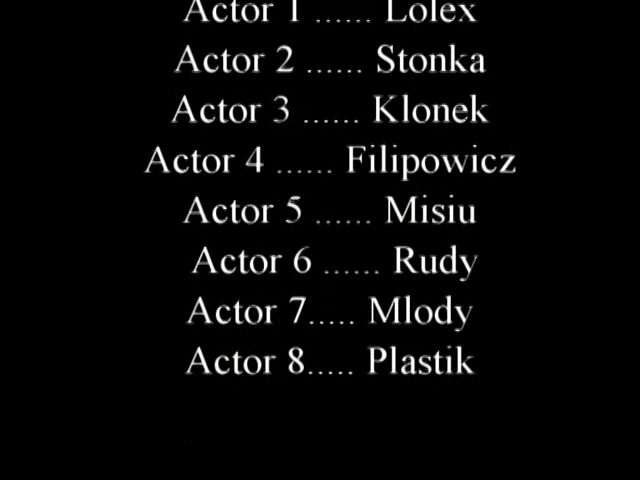 Actor 1 ...... Lolex
Actor 2 ...... Stonka
Actor 3 ...... Klonek
Actor 4 ...... Filipowicz
Actor 5 ...... Misiu
Actor 6 ...... Rudy
Actor 7..... Mlody
Actor 8..... Plastik